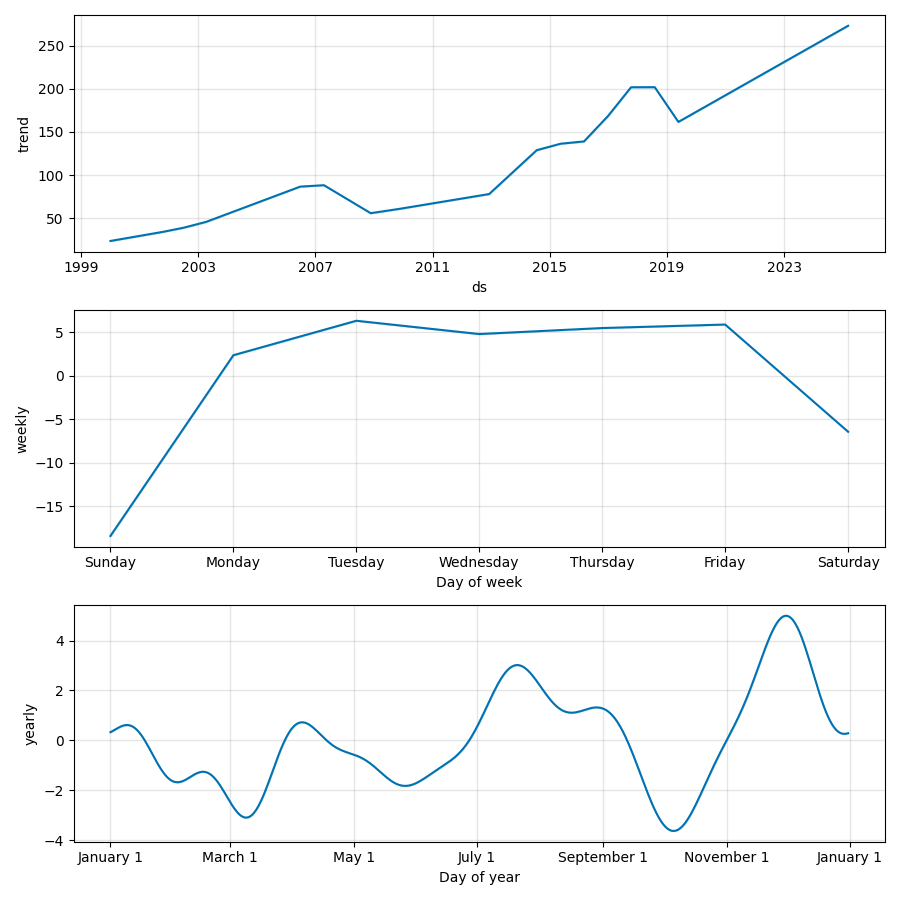 250
200
150
100
50
trend
1999 2003 2007 2011 2015 2019 2023
ds
5
0
−5
−10
−15
weekly
Sunday Monday Tuesday Wednesday Thursday Friday Saturday
Day of week
4
2
0
−2
−4
yearly
January 1 March 1 May 1 July 1 September 1 November 1 January 1
Day of year